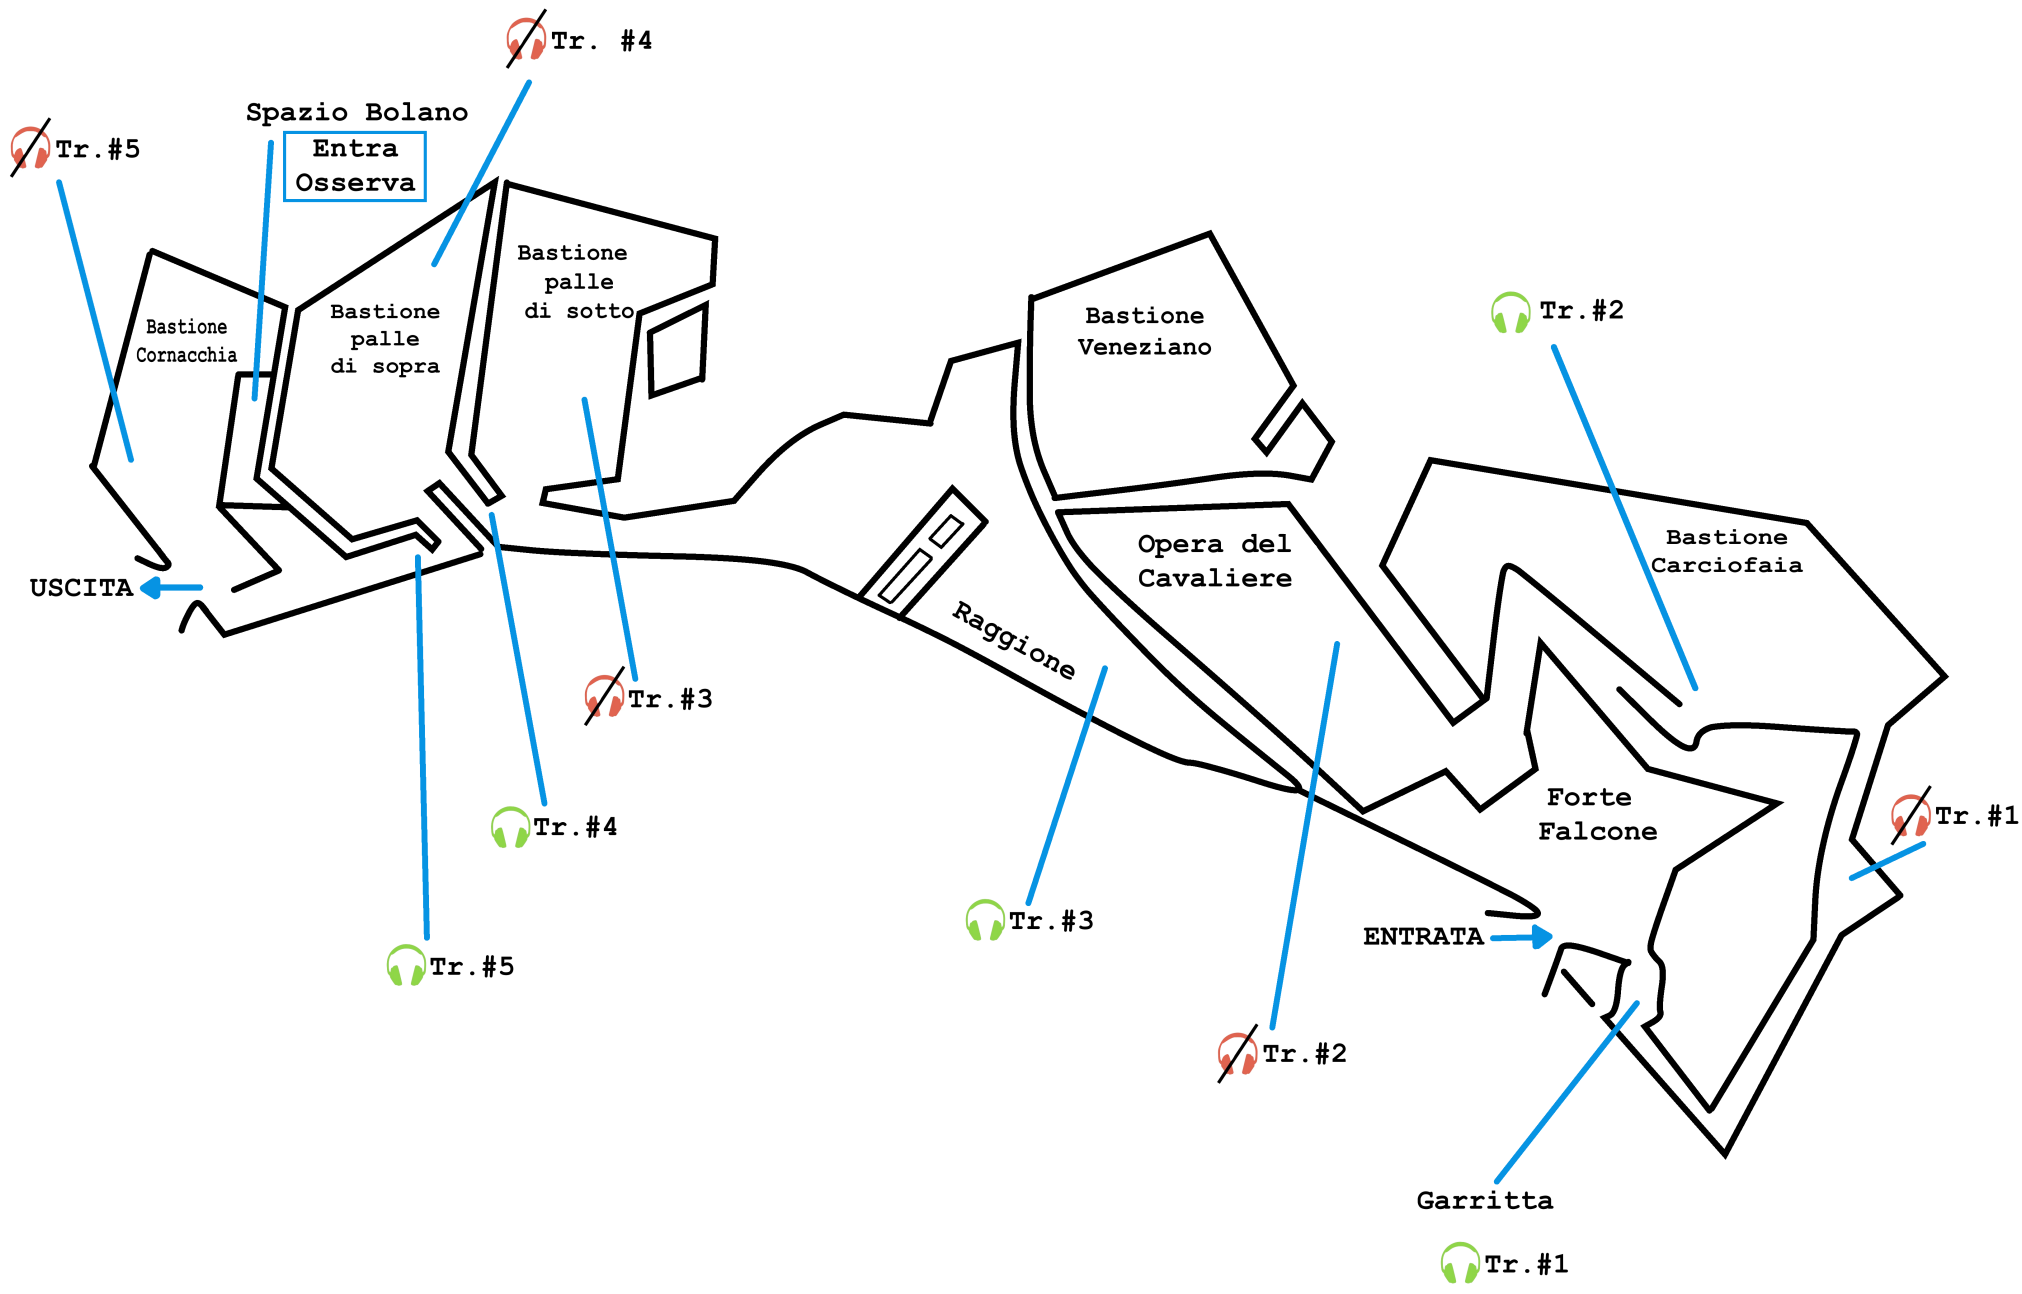 Tr. #4
Spazio Bolano
Entra
Osserva
Tr.#5
Bastione
palle
di sotto
Bastione
palle
di sopra
Bastione
Cornacchia
Bastione
Veneziano
Tr.#2
Bastione
Carciofaia
Opera del
Cavaliere
USCITA
Raggione
Tr.#3
Forte
Falcone
Tr.#1
Tr.#4
Tr.#3
ENTRATA
Tr.#5
Tr.#2
Garritta
Tr.#1